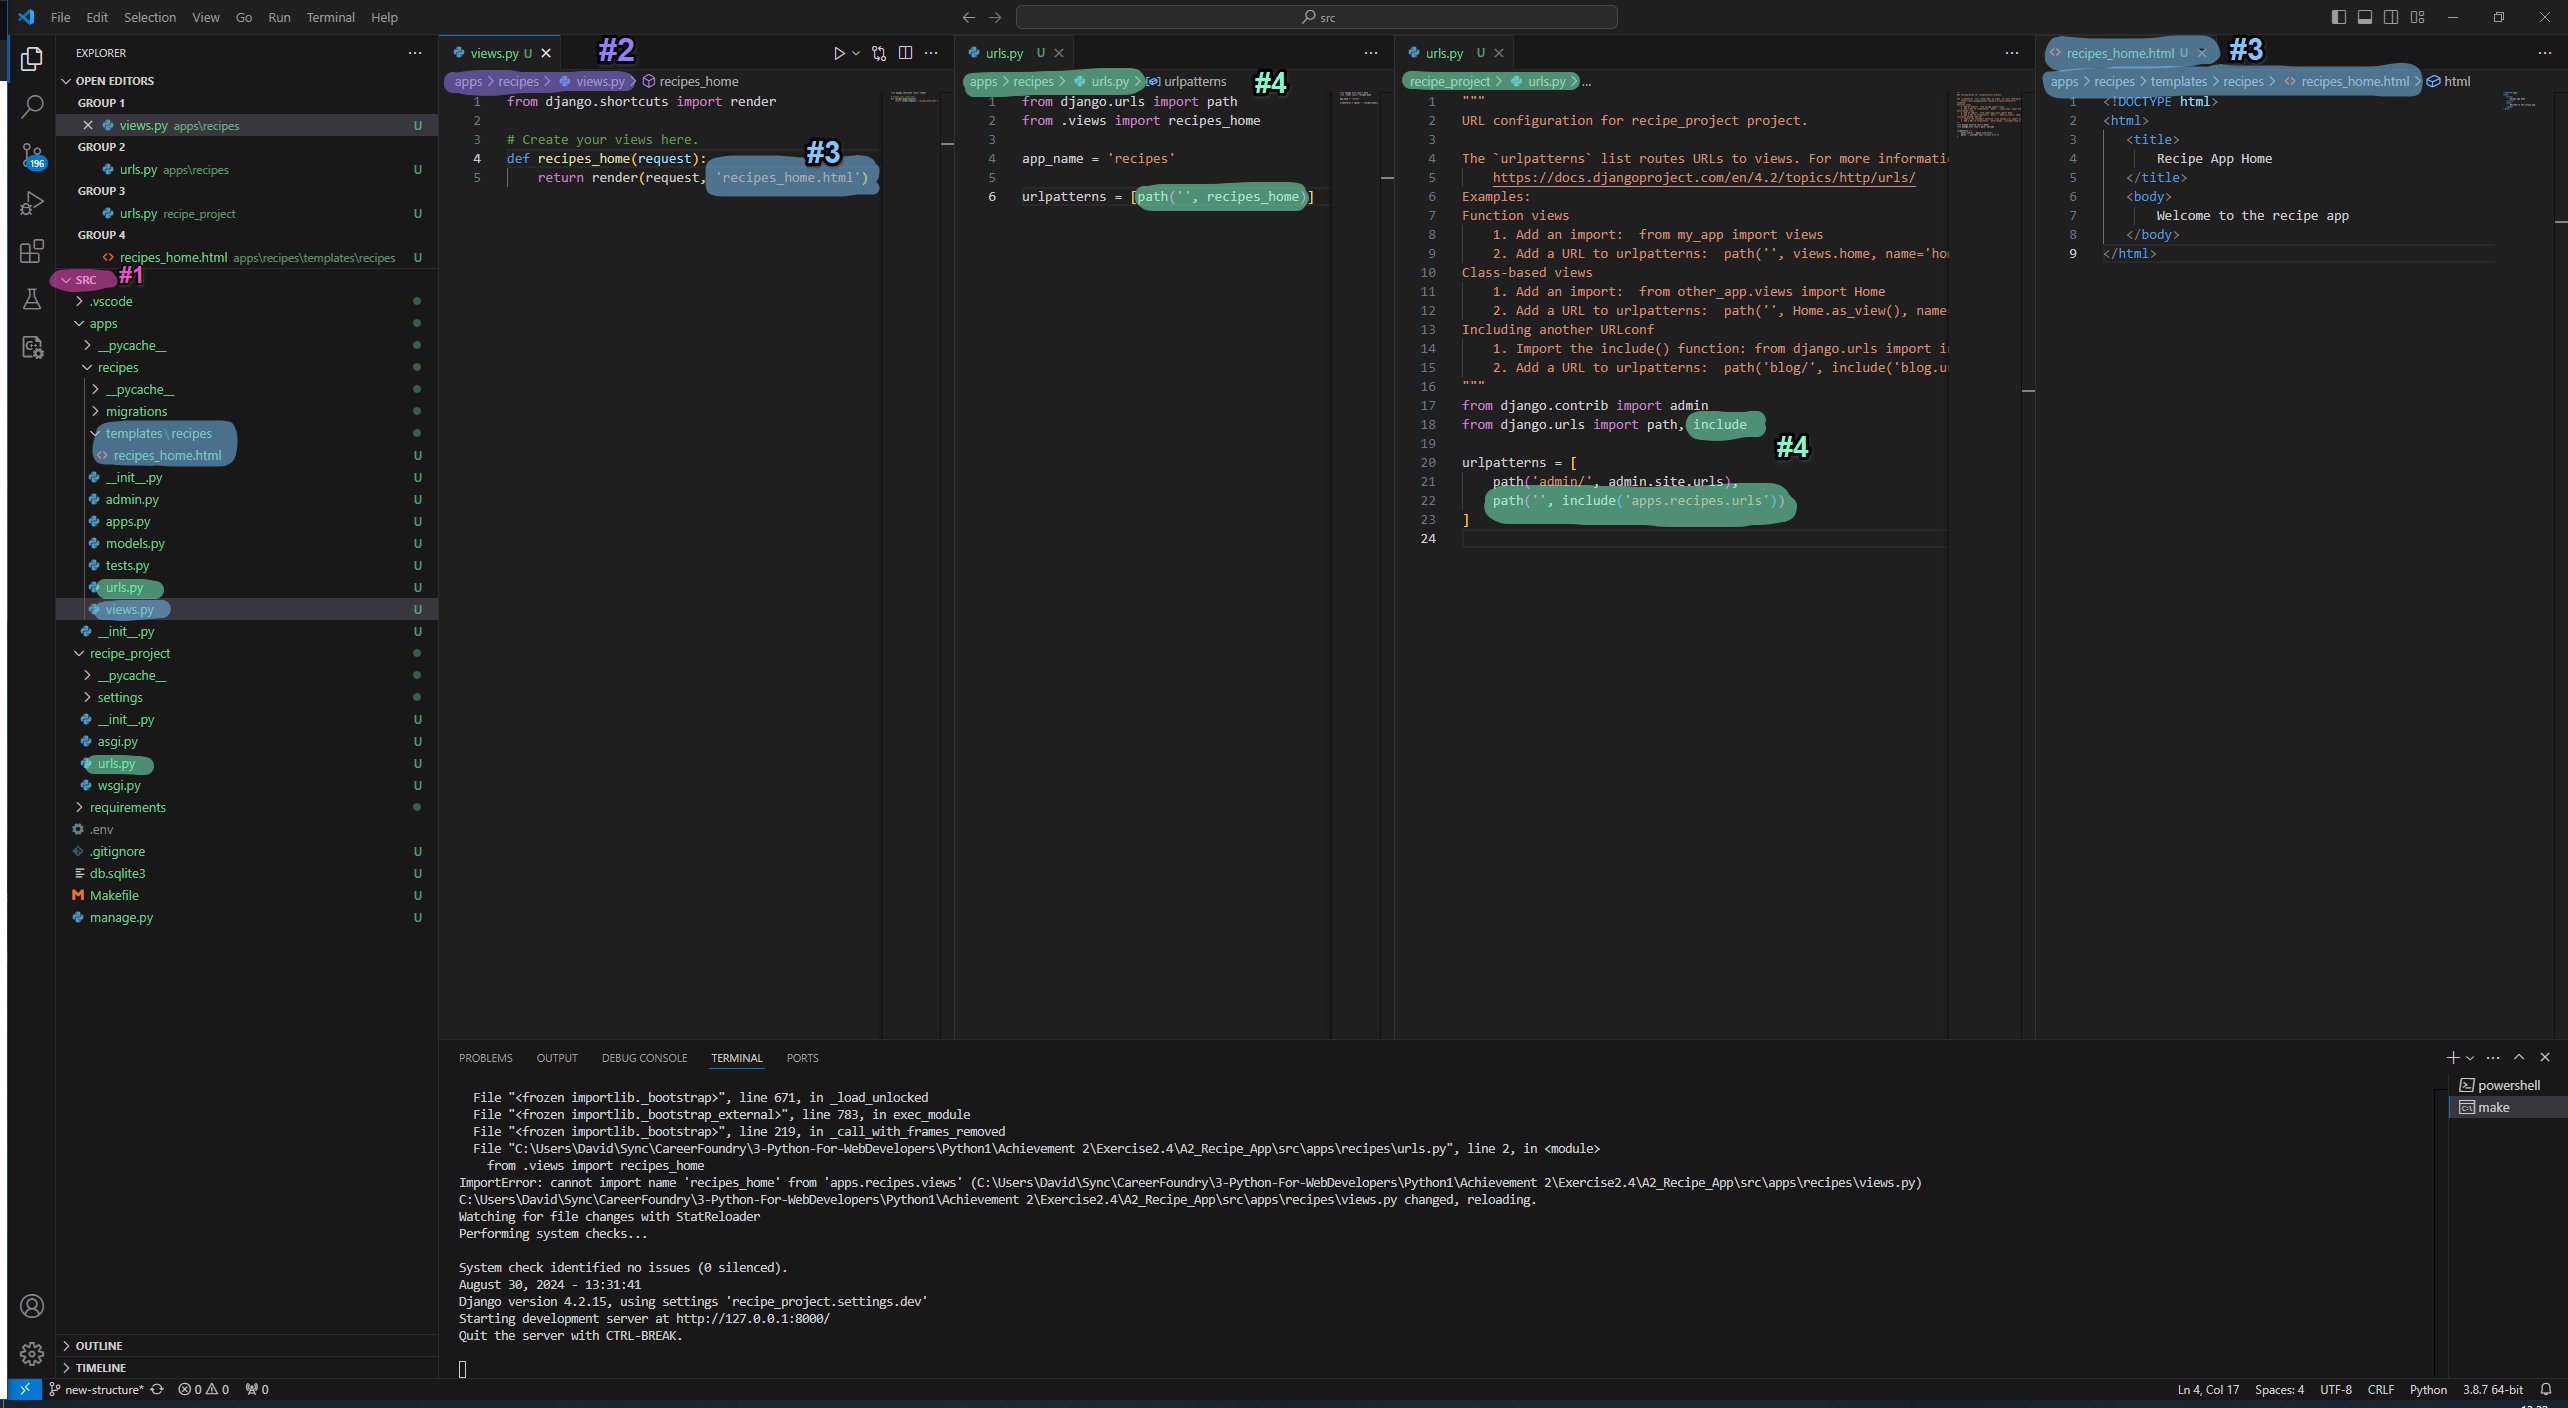 File Edit Selection View Go Run Terminal Help
src
EXPLORER
OPEN EDITORS
GROUP 1
views.py apps\recipes U
GROUP 2
urls.py apps\recipes U
GROUP 3
urls.py recipe_project U
GROUP 4
recipes_home.html apps\recipes\templates\recipes U
SRC #1
.vscode
apps
__pycache__
recipes
__pycache__
migrations
templates\recipes
recipes_home.html U
__init__.py U
admin.py U
apps.py U
models.py U
tests.py U
urls.py U
views.py U
__init__.py U
recipe_project
__pycache__
settings
__init__.py U
asgi.py U
urls.py U
wsgi.py U
requirements
.env
.gitignore U
db.sqlite3 U
Makefile U
manage.py U
OUTLINE
TIMELINE
196
views.py U #2
apps > recipes > views.py > recipes_home
1 from django.shortcuts import render
2
3 # Create your views here.
4 def recipes_home(request): #3
5 return render(request, 'recipes_home.html')
urls.py U
apps > recipes > urls.py > urlpatterns #4
1 from django.urls import path
2 from .views import recipes_home
3
4 app_name = 'recipes'
5
6 urlpatterns = [path('', recipes_home)]
urls.py U
recipe_project > urls.py > ...
1 """
2 URL configuration for recipe_project project.
3
4 The `urlpatterns` list routes URLs to views. For more informati
5 https://docs.djangoproject.com/en/4.2/topics/http/urls/
6 Examples:
7 Function views
8 1. Add an import:  from my_app import views
9 2. Add a URL to urlpatterns:  path('', views.home, name='ho
10 Class-based views
11 1. Add an import:  from other_app.views import Home
12 2. Add a URL to urlpatterns:  path('', Home.as_view(), name=
13 Including another URLconf
14 1. Import the include() function: from django.urls import i
15 2. Add a URL to urlpatterns:  path('blog/', include('blog.u
16 """
17 from django.contrib import admin
18 from django.urls import path, include
19 #4
20 urlpatterns = [
21 path('admin/', admin.site.urls),
22 path('', include('apps.recipes.urls'))
23 ]
24
recipes_home.html U #3
apps > recipes > templates > recipes > recipes_home.html > html
1 <!DOCTYPE html>
2 <html>
3 <title>
4 Recipe App Home
5 </title>
6 <body>
7 Welcome to the recipe app
8 </body>
9 </html>
PROBLEMS OUTPUT DEBUG CONSOLE TERMINAL PORTS
File "<frozen importlib._bootstrap>", line 671, in _load_unlocked
File "<frozen importlib._bootstrap_external>", line 783, in exec_module
File "<frozen importlib._bootstrap>", line 219, in _call_with_frames_removed
File "C:\Users\David\Sync\CareerFoundry\3-Python-For-WebDevelopers\Python1\Achievement 2\Exercise2.4\A2_Recipe_App\src\apps\recipes\urls.py", line 2, in <module>
from .views import recipes_home
ImportError: cannot import name 'recipes_home' from 'apps.recipes.views' (C:\Users\David\Sync\CareerFoundry\3-Python-For-WebDevelopers\Python1\Achievement 2\Exercise2.4\A2_Recipe_App\src\apps\recipes\views.py)
C:\Users\David\Sync\CareerFoundry\3-Python-For-WebDevelopers\Python1\Achievement 2\Exercise2.4\A2_Recipe_App\src\apps\recipes\views.py changed, reloading.
Watching for file changes with StatReloader
Performing system checks...
System check identified no issues (0 silenced).
August 30, 2024 - 13:31:41
Django version 4.2.15, using settings 'recipe_project.settings.dev'
Starting development server at http://127.0.0.1:8000/
Quit the server with CTRL-BREAK.
powershell
make
new-structure* 0 0 0
Ln 4, Col 17 Spaces: 4 UTF-8 CRLF Python 3.8.7 64-bit